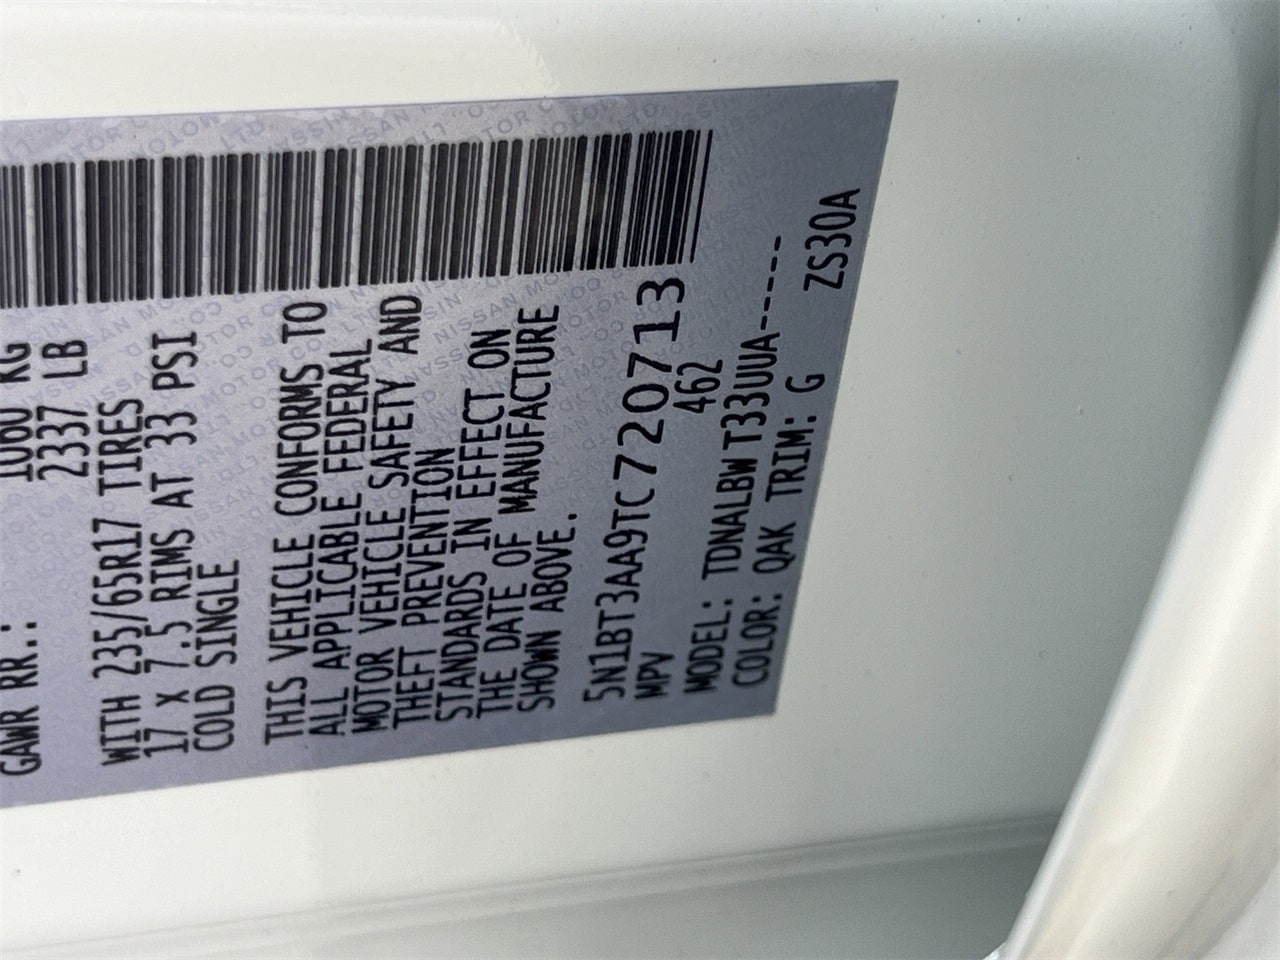 GAWR RR.: 1060 KG
2337 LB
WITH 235/65R17 TIRES
17 X 7.5 RIMS AT 33 PSI
COLD SINGLE
THIS VEHICLE CONFORMS TO
ALL APPLICABLE FEDERAL
MOTOR VEHICLE SAFETY AND
THEFT PREVENTION
STANDARDS IN EFFECT ON
THE DATE OF MANUFACTURE
SHOWN ABOVE.
5N1BT3AA9TC720713
MPV 462
MODEL: TDNALBW T33UUA-----
COLOR: QAK TRIM: G ZS30A